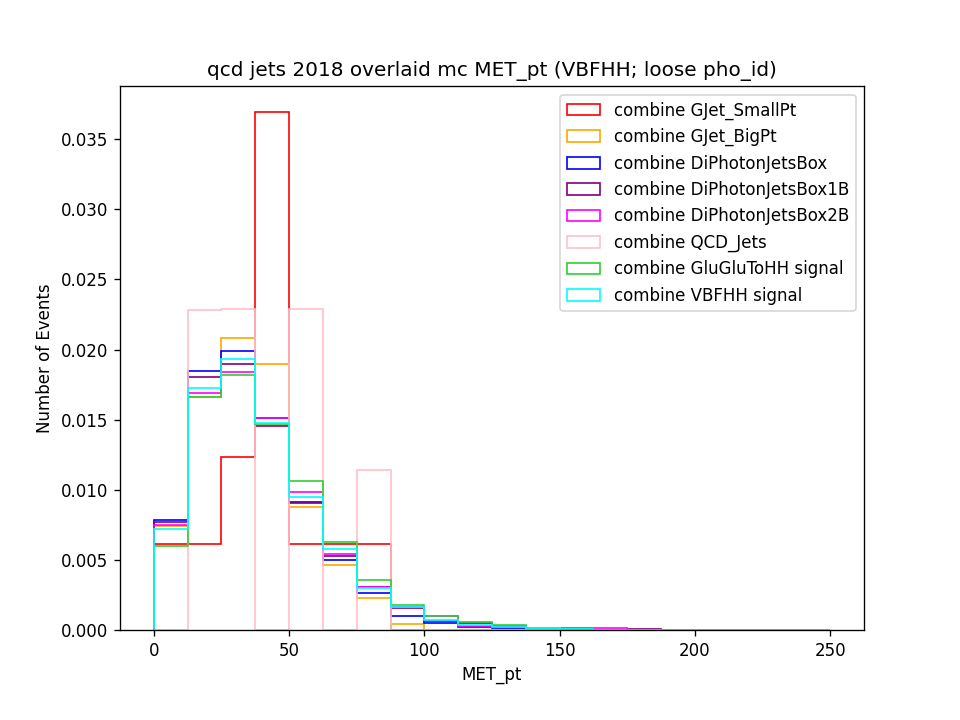 qcd jets 2018 overlaid mc MET_pt (VBFHH; loose pho_id)
combine GJet_SmallPt
combine GJet_BigPt
combine DiPhotonJetsBox
combine DiPhotonJetsBox1B
combine DiPhotonJetsBox2B
combine QCD_Jets
combine GluGluToHH signal
combine VBFHH signal
Number of Events
0.035
0.030
0.025
0.020
0.015
0.010
0.005
0.000
0 50 100 150 200 250
MET_pt